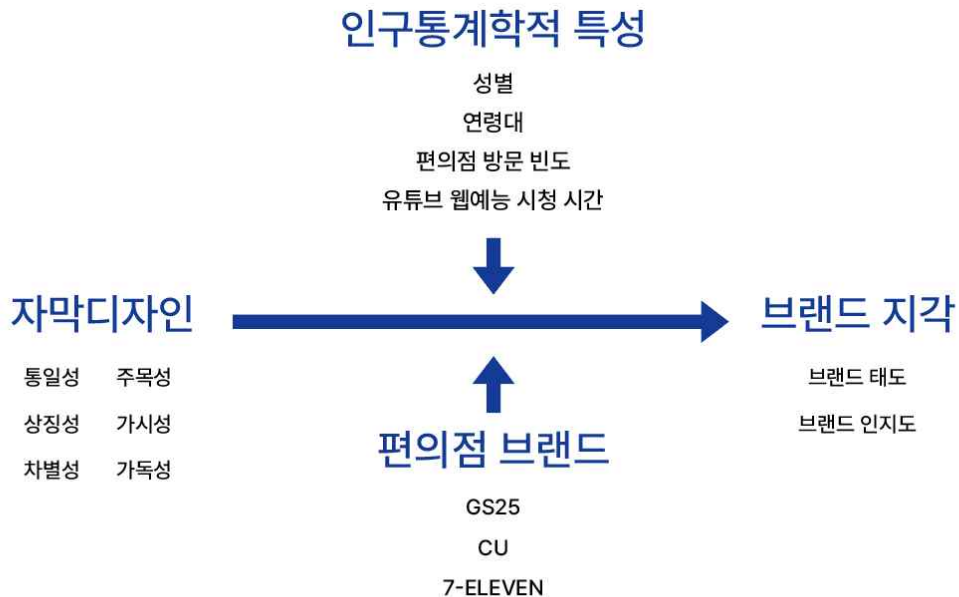 인구통계학적 특성
성별
연령대
편의점 방문 빈도
유튜브 웹예능 시청 시간
자막디자인
통일성 주목성
상징성 가시성
차별성 가독성
브랜드 지각
브랜드 태도
브랜드 인지도
편의점 브랜드
GS25
CU
7-ELEVEN